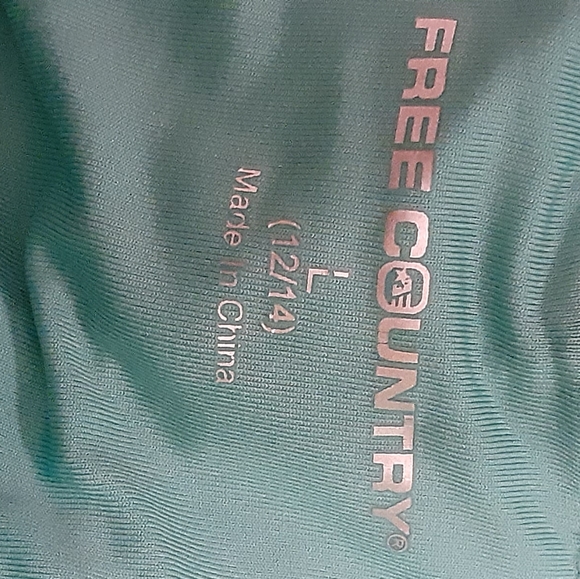 FREE COUNTRY®
L
(12/14)
Made In China